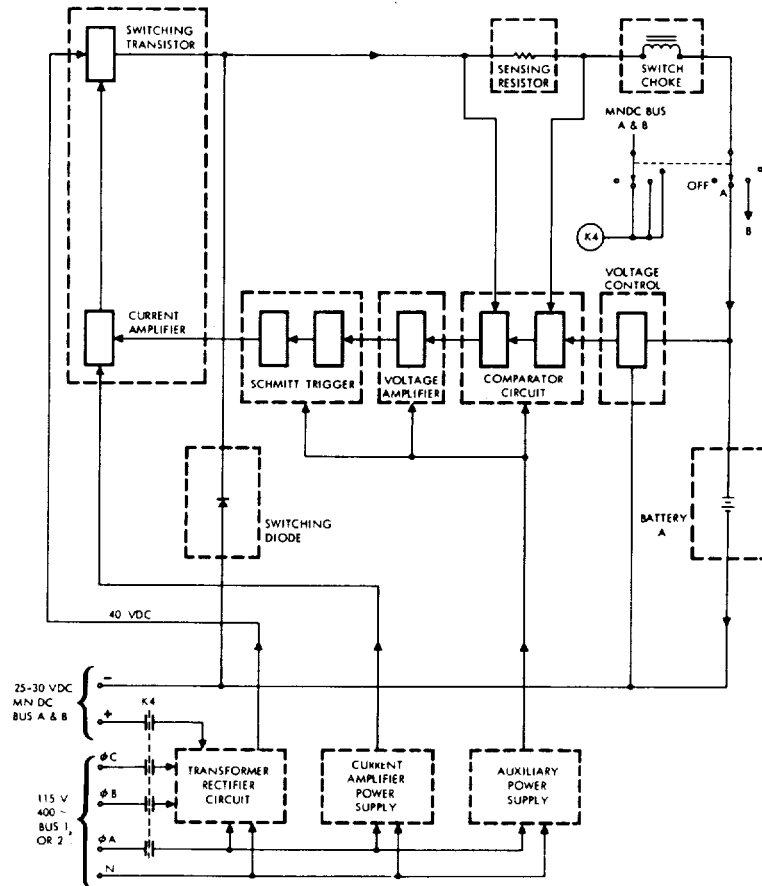 SWITCHING
TRANSISTOR
SENSING
RESISTOR
SWITCH
CHOKE
MNDC BUS
A & B
OFF
A
B
K4
VOLTAGE
CONTROL
CURRENT
AMPLIFIER
SCHMITT TRIGGER
VOLTAGE
AMPLIFIER
COMPARATOR
CIRCUIT
SWITCHING
DIODE
BATTERY
A
40 VDC
25-30 VDC
MN DC
BUS A & B
-
+
K4
115 V
400 ~
BUS 1
OR 2
ΦC
ΦB
ΦA
N
TRANSFORMER
RECTIFIER
CIRCUIT
CURRENT
AMPLIFIER
POWER
SUPPLY
AUXILIARY
POWER
SUPPLY